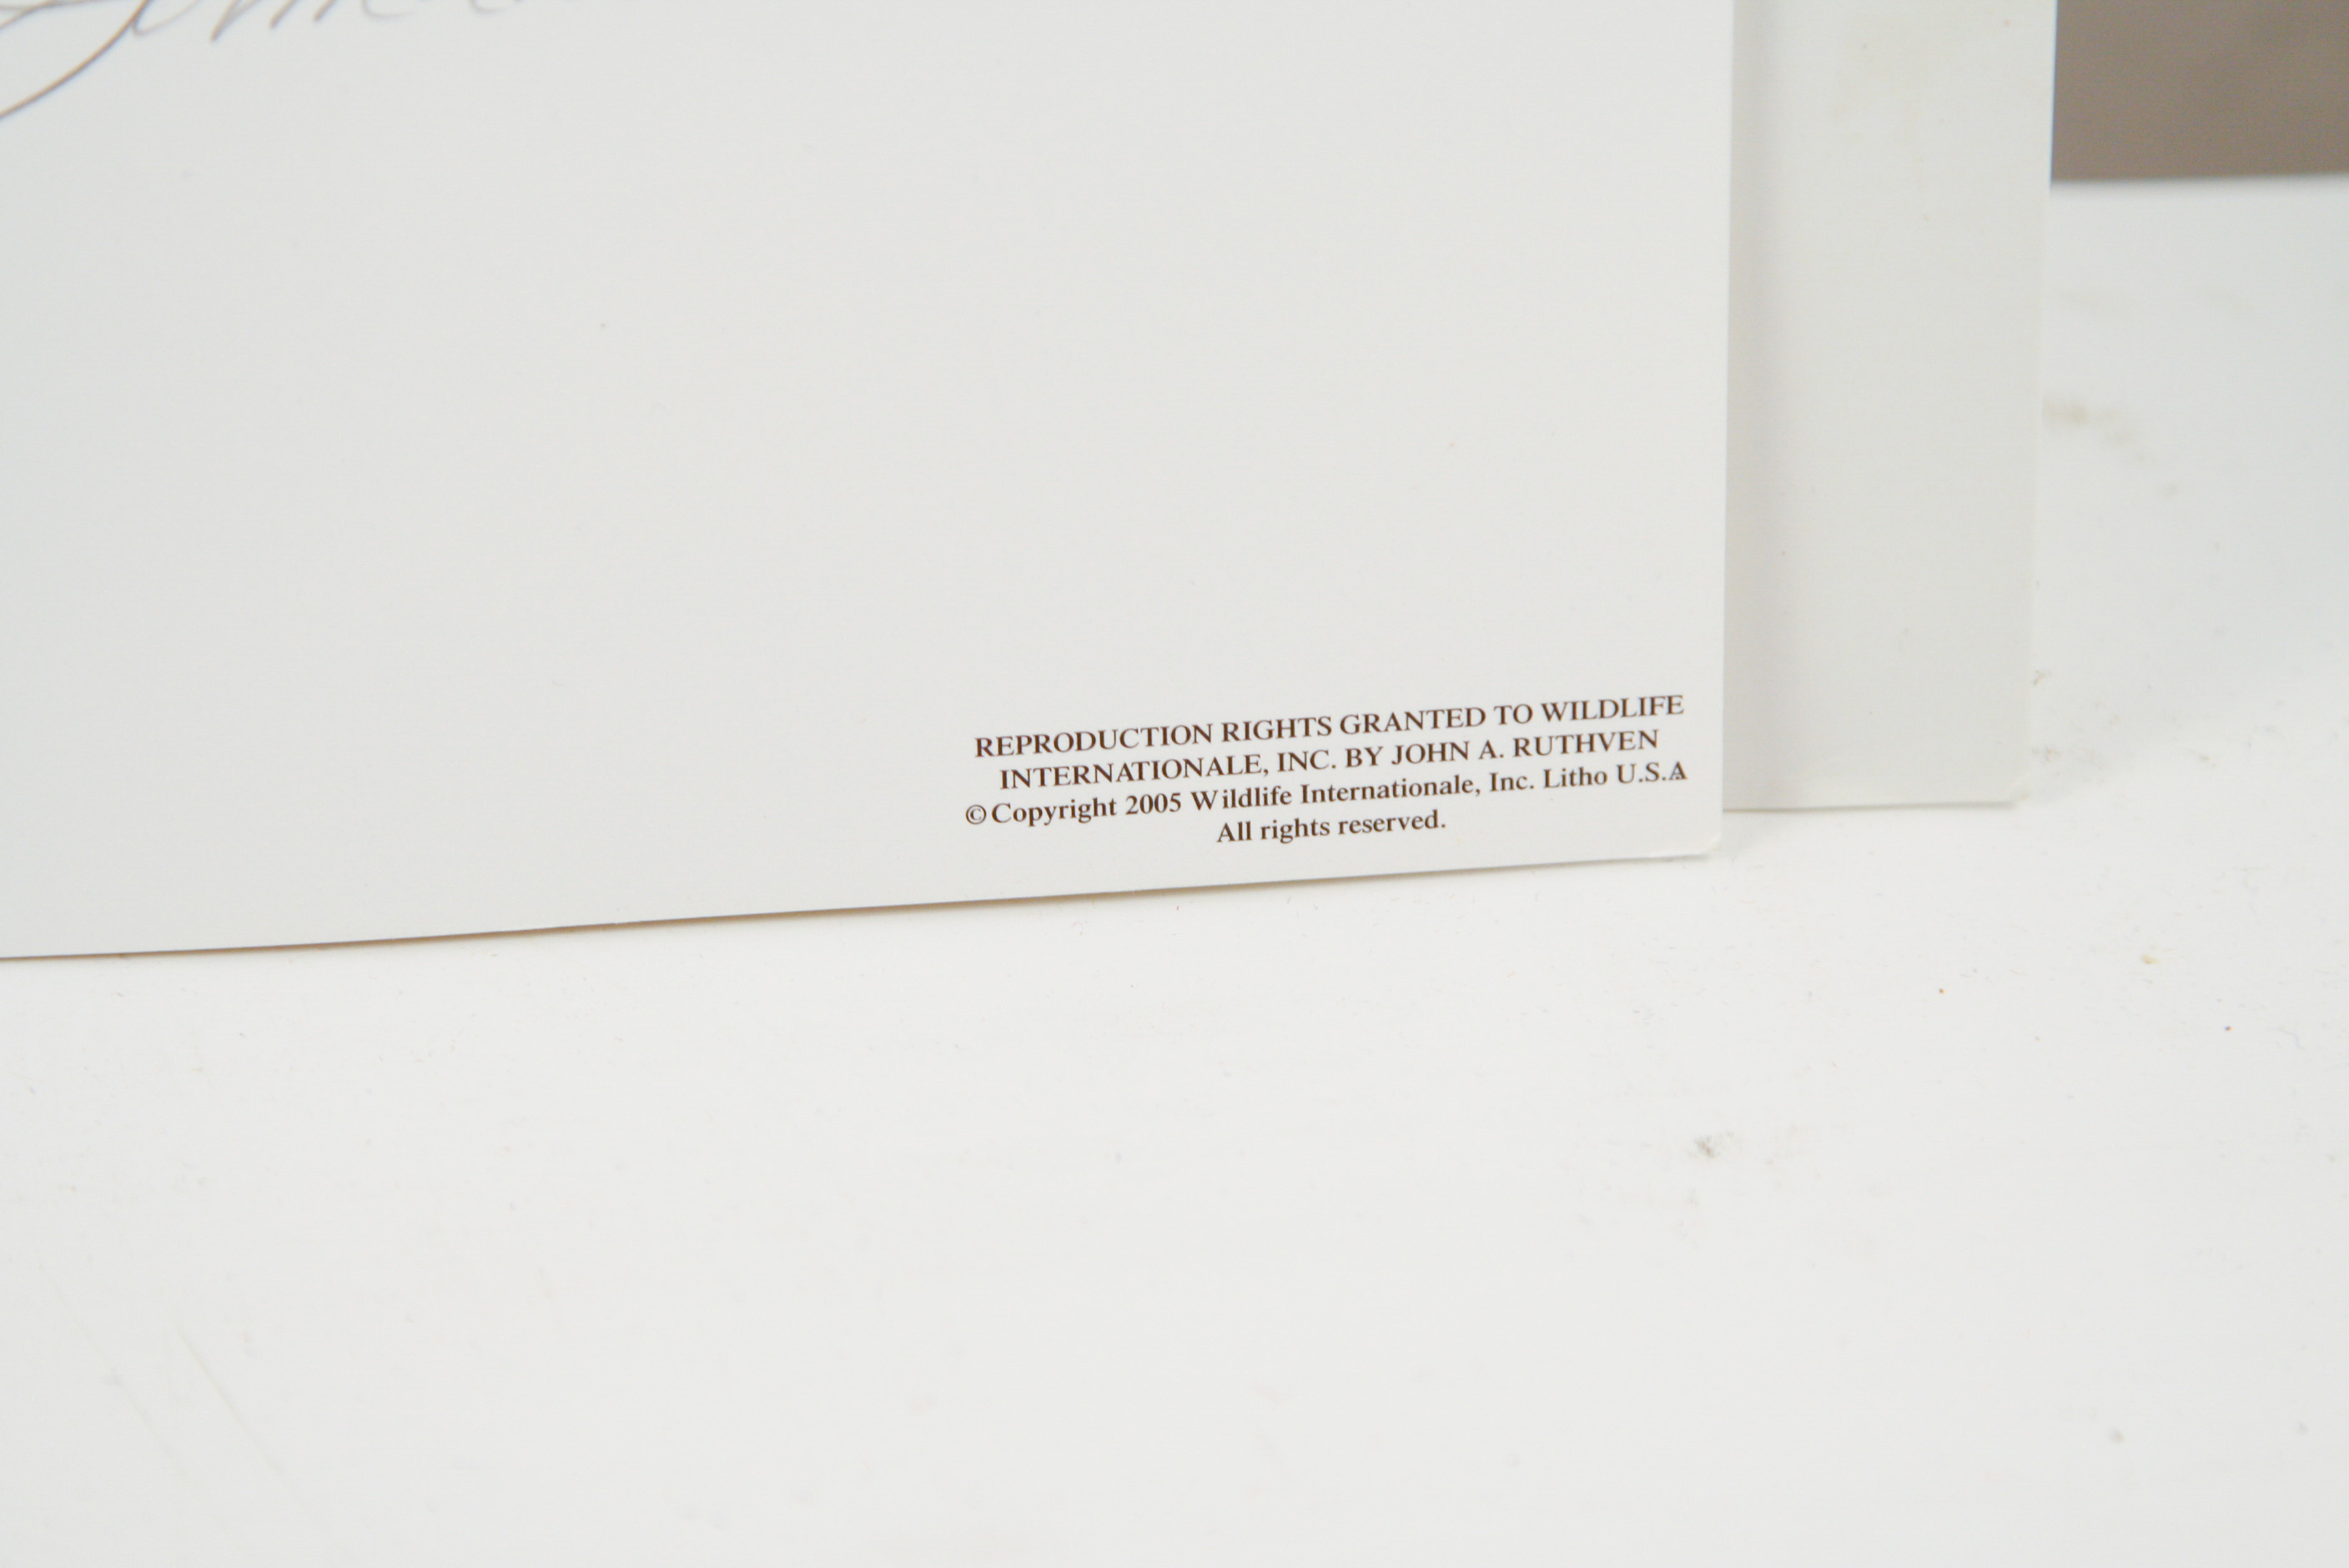 REPRODUCTION RIGHTS GRANTED TO WILDLIFE
INTERNATIONALE, INC. BY JOHN A. RUTHVEN
© Copyright 2005 Wildlife Internationale, Inc. Litho U.S.A
All rights reserved.